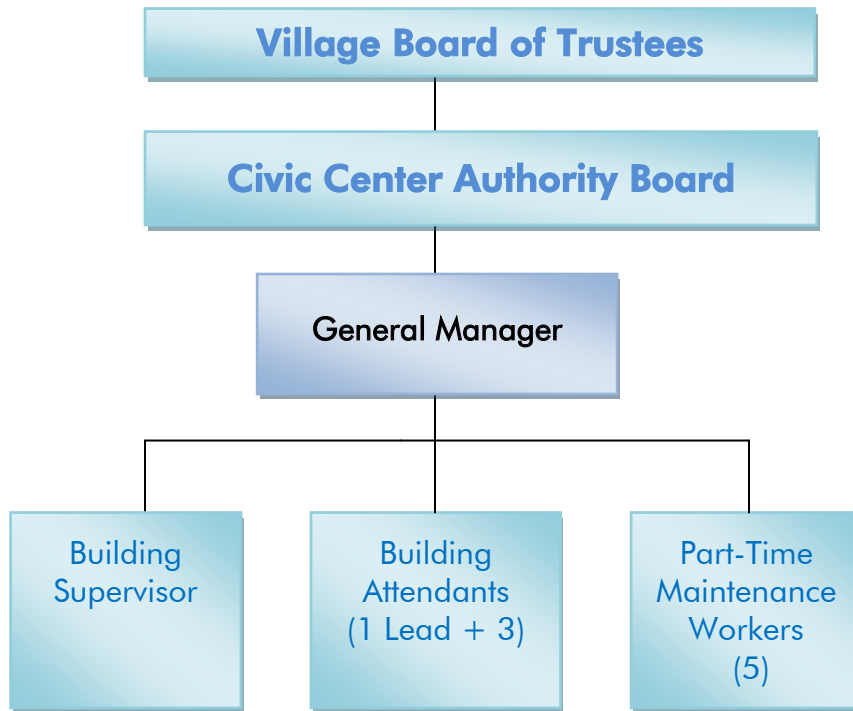 Village Board of Trustees
Civic Center Authority Board
General Manager
Building
Supervisor
Building
Attendants
(1 Lead + 3)
Part-Time
Maintenance
Workers
(5)